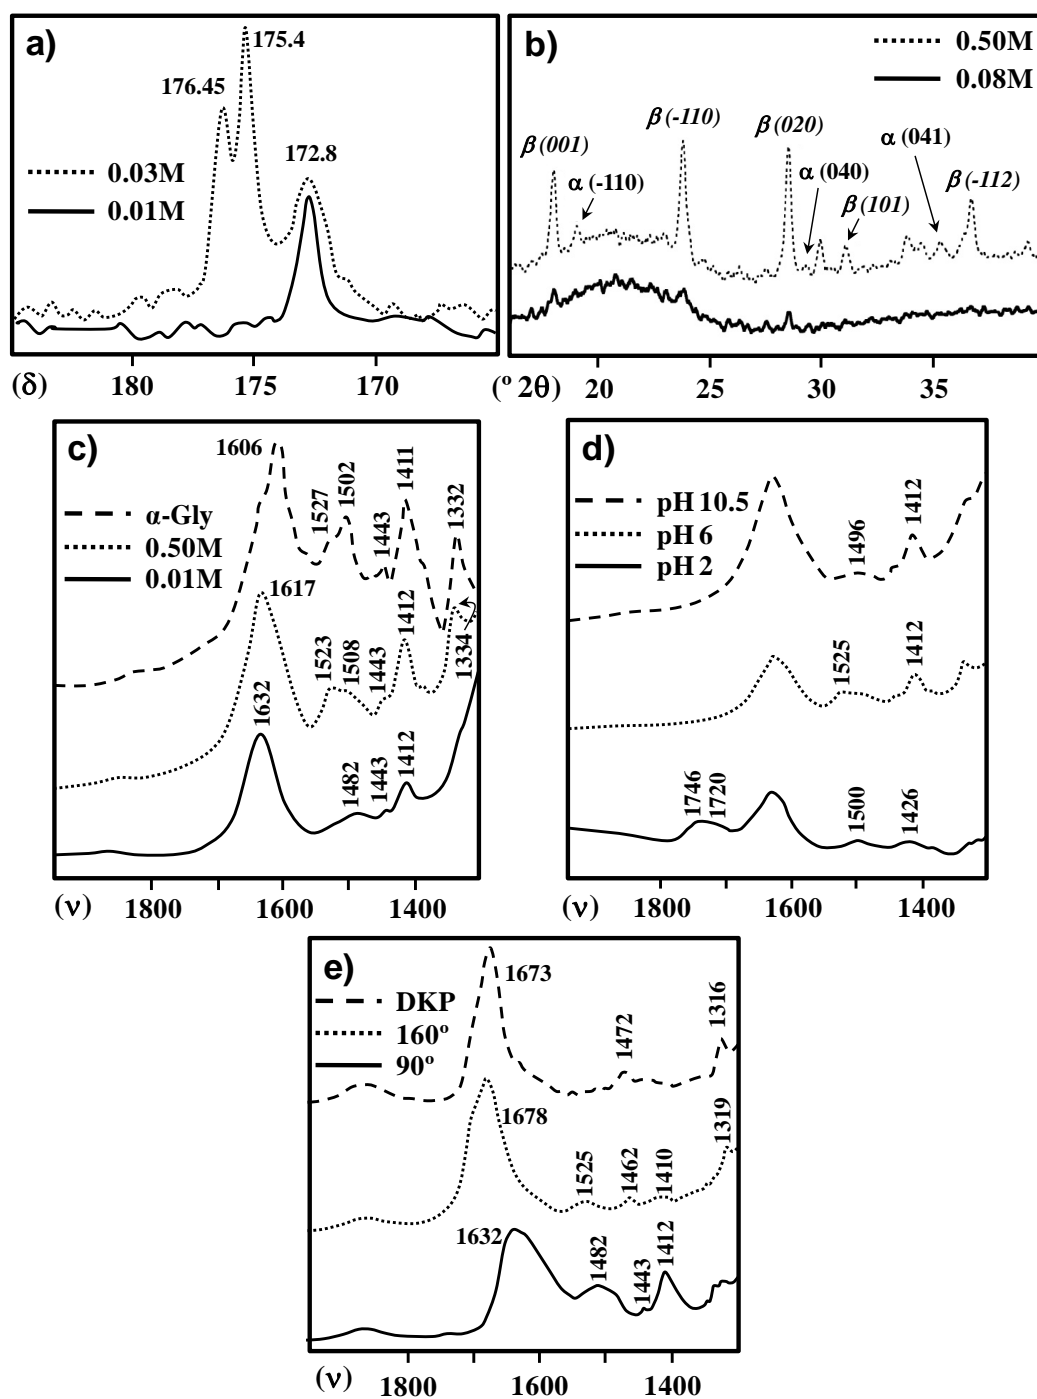 a)
175.4
176.45
172.8
0.03M
0.01M
(δ)
180
175
170
b)
0.50M
0.08M
β(-110)
β(020)
β(001)
α(041)
α(-110)
α(040)
β(-112)
β(101)
(º 2θ)
20
25
30
35
c)
1606
1527
1502
1443
1411
1332
α-Gly
0.50M
0.01M
1617
1523
1508
1443
1412
1334
1632
1482
1443
1412
(ν)
1800
1600
1400
d)
pH 10.5
pH 6
pH 2
1496
1412
1525
1412
1746
1720
1500
1426
(ν)
1800
1600
1400
e)
1673
DKP
160º
90º
1472
1316
1678
1525
1462
1410
1319
1632
1482
1443
1412
(ν)
1800
1600
1400